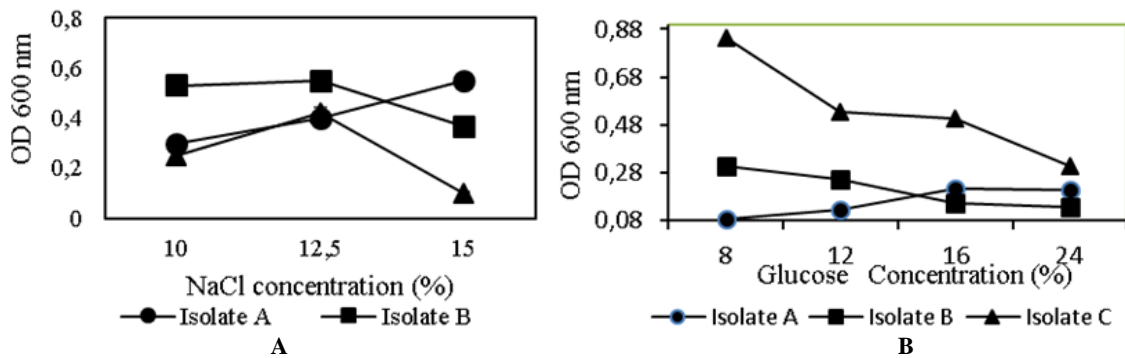 0,8
0,6
0,4
0,2
0
OD 600 nm
10 12,5 15
NaCl concentration (%)
Isolate A Isolate B
A
0,88
0,68
0,48
0,28
0,08
OD 600 nm
8 12 16 24
Glucose Concentration (%)
Isolate A Isolate B Isolate C
B